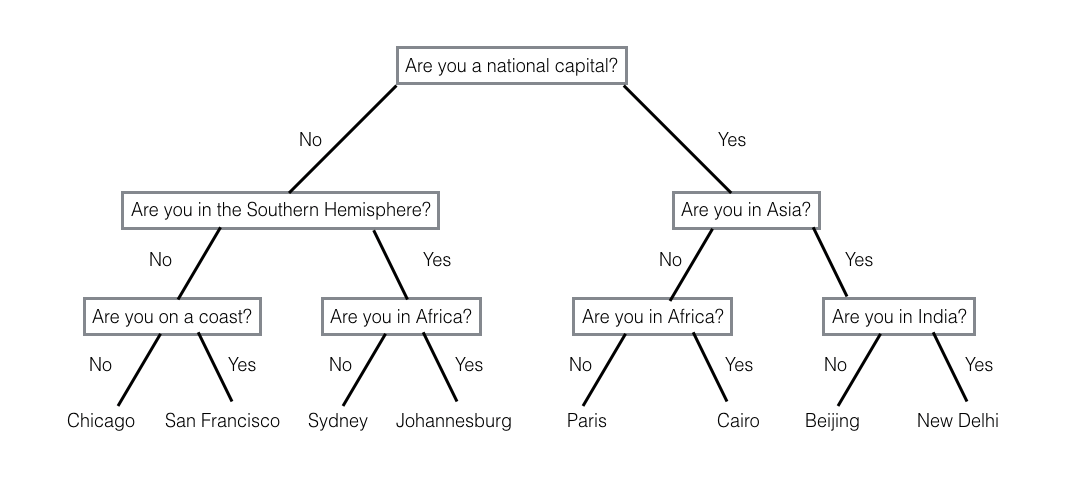 Are you a national capital?
No
Yes
Are you in the Southern Hemisphere?
Are you in Asia?
No
Yes
No
Yes
Are you on a coast?
Are you in Africa?
Are you in Africa?
Are you in India?
No
Yes
No
Yes
No
Yes
No
Yes
Chicago
San Francisco
Sydney
Johannesburg
Paris
Cairo
Beijing
New Delhi